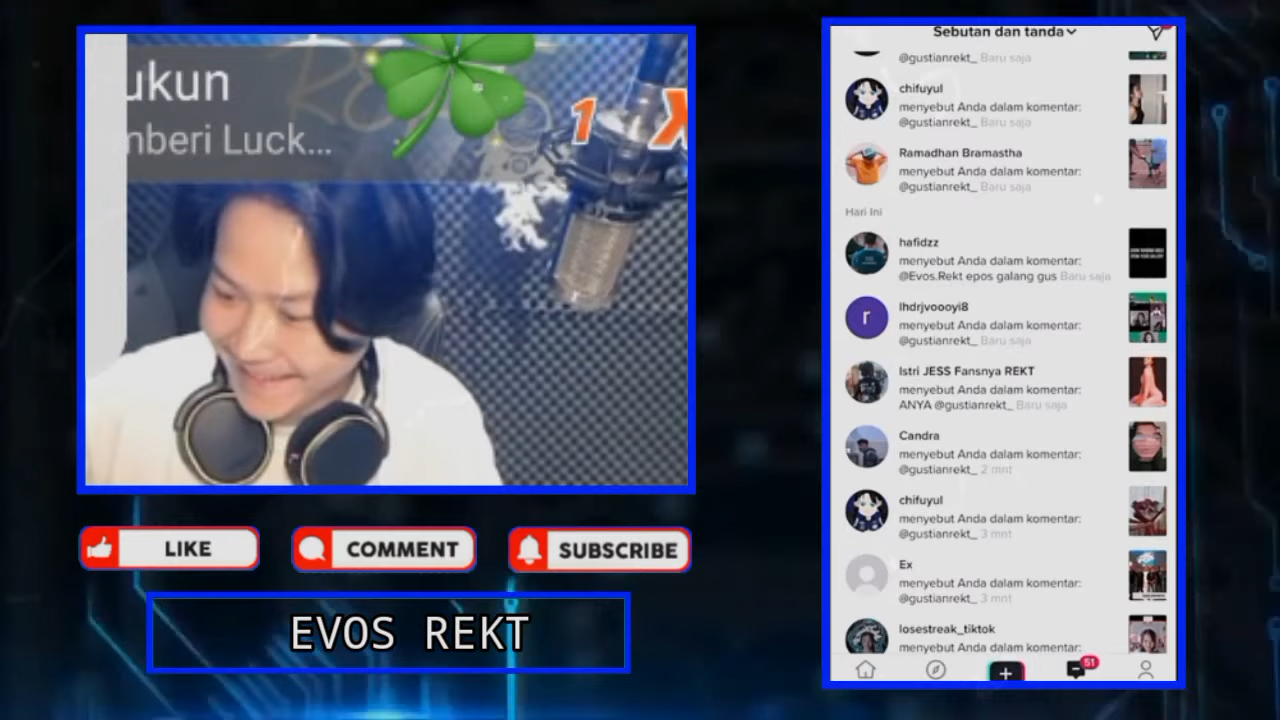 ukun
mberi Luck...
1 X
LIKE
COMMENT
SUBSCRIBE
EVOS REKT
Sebutan dan tanda
@gustianrekt_ Baru saja
chifuyul
menyebut Anda dalam komentar:
@gustianrekt_ Baru saja
Ramadhan Bramastha
menyebut Anda dalam komentar:
@gustianrekt_ Baru saja
Hari Ini
hafidzz
menyebut Anda dalam komentar:
@Evos.Rekt epos galang gus Baru saja
r
lhdrjvoooyi8
menyebut Anda dalam komentar:
@gustianrekt_ Baru saja
Istri JESS Fansnya REKT
menyebut Anda dalam komentar:
ANYA @gustianrekt_ Baru saja
Candra
menyebut Anda dalam komentar:
@gustianrekt_ 2 mnt
chifuyul
menyebut Anda dalam komentar:
@gustianrekt_ 3 mnt
Ex
menyebut Anda dalam komentar:
@gustianrekt_ 3 mnt
losestreak_tiktok
menyebut Anda dalam komentar:
51